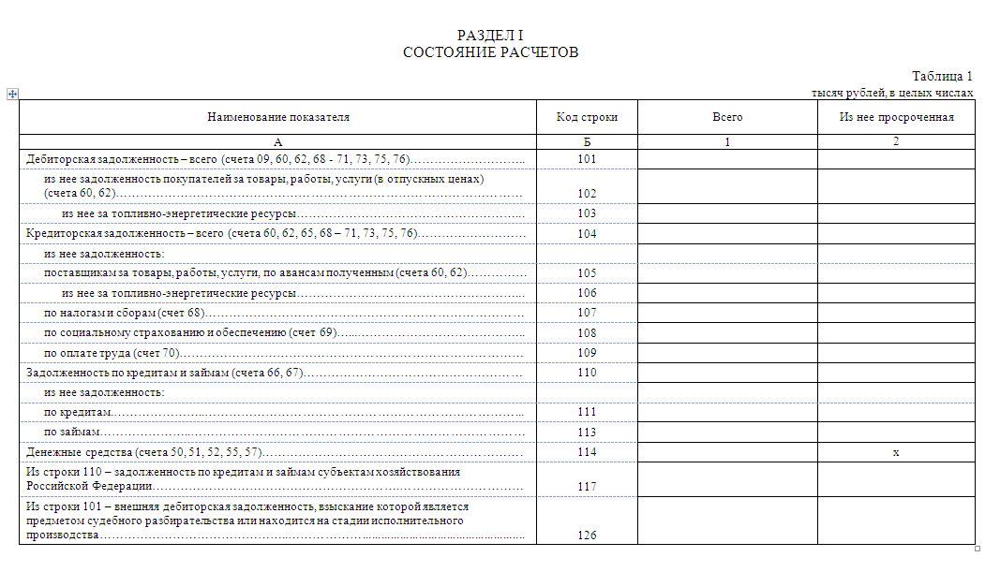 РАЗДЕЛ I
СОСТОЯНИЕ РАСЧЕТОВ
Таблица 1
тысяч рублей, в целых числах
Наименование показателя Код строки Всего Из нее просроченная
А Б 1 2
Дебиторская задолженность – всего (счета 09, 60, 62, 68 - 71, 73, 75, 76)……………………….. 101
из нее задолженность покупателей за товары, работы, услуги (в отпускных ценах)
(счета 60, 62)…………………………………………………………………………………… 102
из нее за топливно-энергетические ресурсы……………………………………………….. 103
Кредиторская задолженность – всего (счета 60, 62, 65, 68 – 71, 73, 75, 76)……………………… 104
из нее задолженность:
поставщикам за товары, работы, услуги, по авансам полученным (счета 60, 62)…………… 105
из нее за топливно-энергетические ресурсы……………………………………………….. 106
по налогам и сборам (счет 68)…………………………………………………………………… 107
по социальному страхованию и обеспечению (счет 69)…...………………………………….. 108
по оплате труда (счет 70)………………………………………………………………………… 109
Задолженность по кредитам и займам (счета 66, 67)……………………………………………… 110
из нее задолженность:
по кредитам…………………...…………………………………………………………………….. 111
по займам…………………...……………………………………………………………………… 113
Денежные средства (счета 50, 51, 52, 55, 57)……………………………………………………… 114 х
Из строки 110 – задолженность по кредитам и займам субъектам хозяйствования
Российской Федерации……………………………………………………………………………… 117
Из строки 101 – внешняя дебиторская задолженность, взыскание которой является
предметом судебного разбирательства или находится на стадии исполнительного
производства……………………………………………………….......................................................... 126